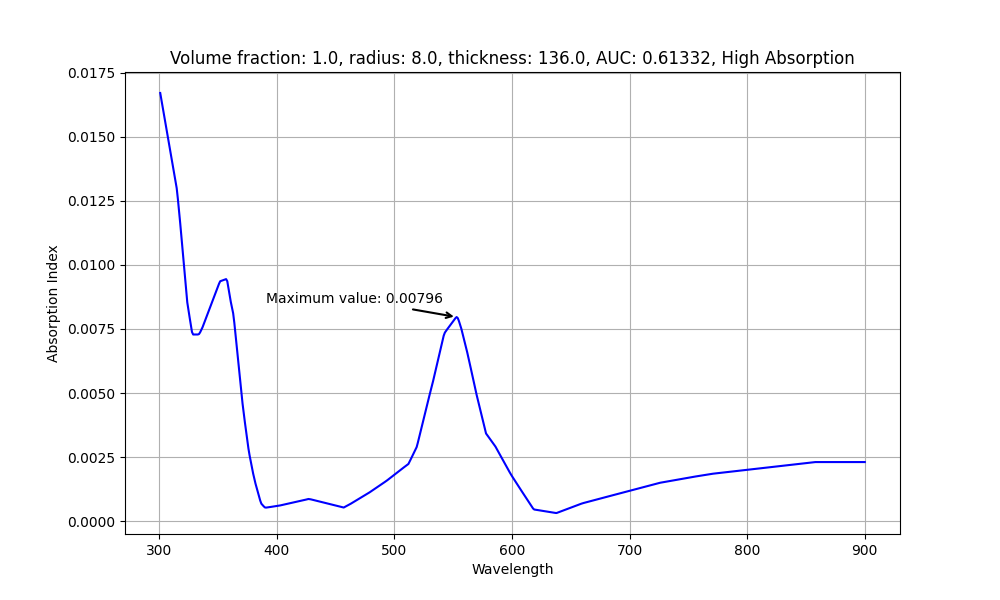 Volume fraction: 1.0, radius: 8.0, thickness: 136.0, AUC: 0.61332, High Absorption
0.0175
0.0150
0.0125
0.0100
0.0075
0.0050
0.0025
0.0000
Absorption Index
Maximum value: 0.00796
300 400 500 600 700 800 900
Wavelength